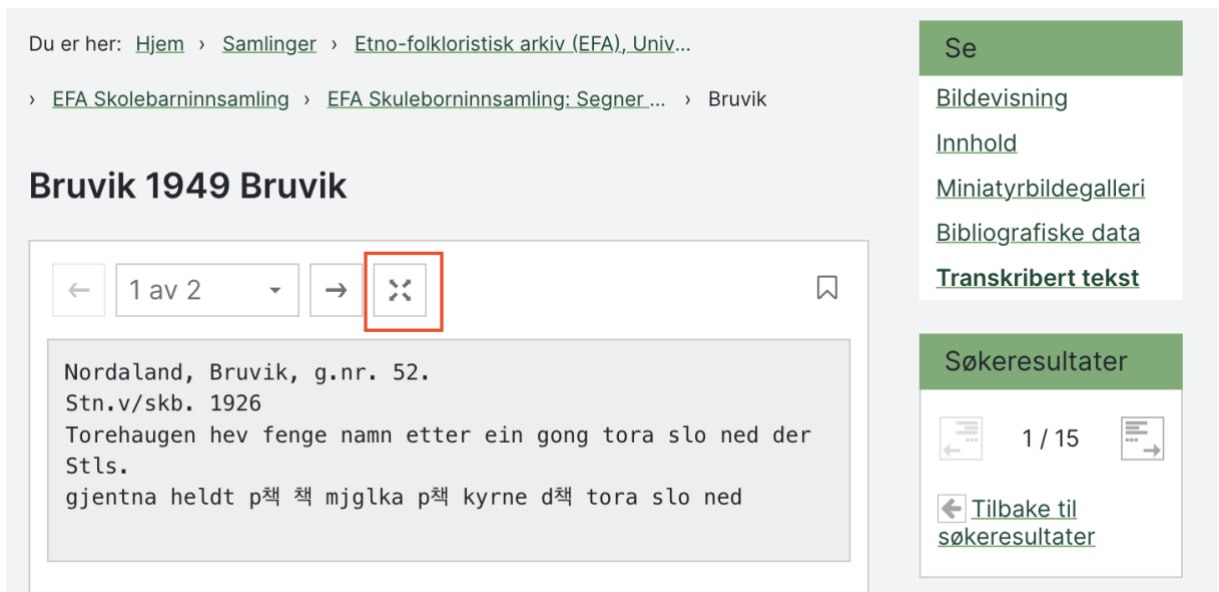 Du er her: Hjem › Samlinger › Etno-folkloristisk arkiv (EFA), Univ...
› EFA Skolebarninnsamling › EFA Skuleborninnsamling: Segner ... › Bruvik
Bruvik 1949 Bruvik
1 av 2
Nordaland, Bruvik, g.nr. 52.
Stn.v/skb. 1926
Torehaugen hev fenge namn etter ein gong tora slo ned der
Stls.
gjentna heldt p책 책 mjglka p책 kyrne d책 tora slo ned
Se
Bildevisning
Innhold
Miniatyrbildegalleri
Bibliografiske data
Transkribert tekst
Søkeresultater
1 / 15
Tilbake til
søkeresultater